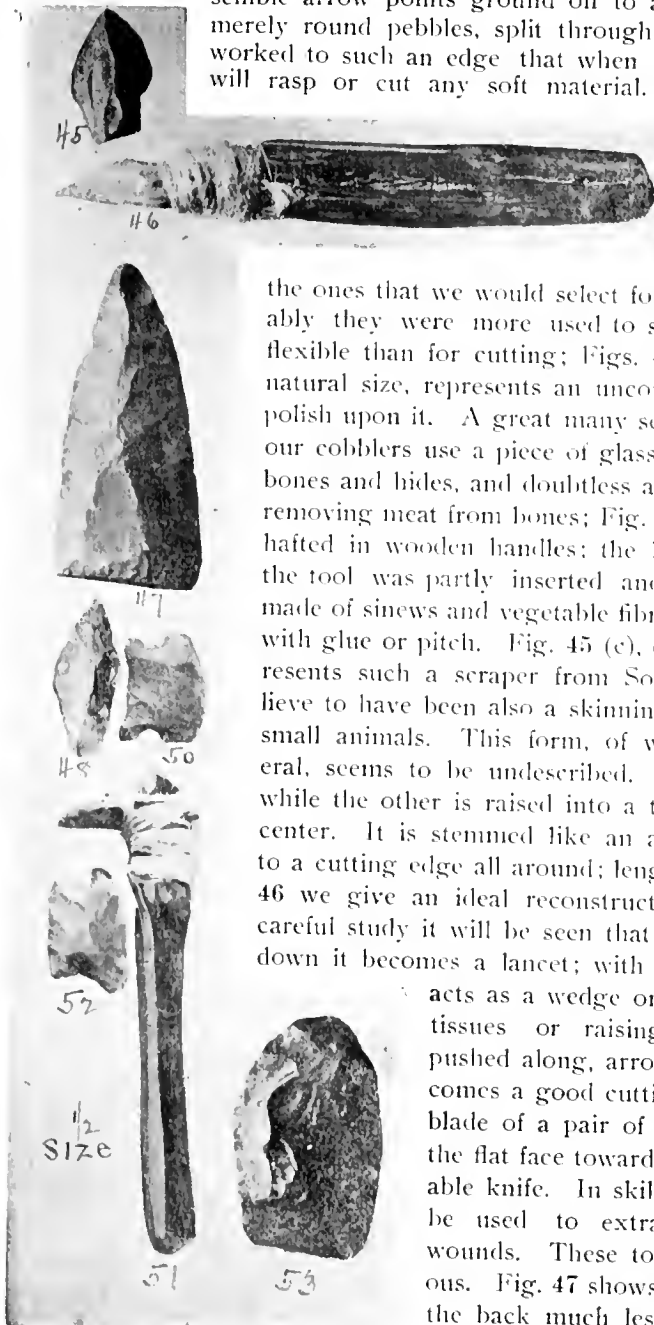 semble arrow points ground off to a
merely round pebbles, split through
worked to such an edge that when
will rasp or cut any soft material.
45
46
the ones that we would select fo
ably they were more used to s
flexible than for cutting; Figs.
natural size, represents an unco
polish upon it. A great many sc
our cobblers use a piece of glass
bones and hides, and doubtless a
removing meat from bones; Fig.
hafted in wooden handles; the
the tool was partly inserted and
made of sinews and vegetable fibr
with glue or pitch. Fig. 45 (c),
resents such a scraper from So
lieve to have been also a skinnin
small animals. This form, of w
eral, seems to be undescribed.
while the other is raised into a t
center. It is stemmed like an a
to a cutting edge all around; leng
46 we give an ideal reconstruct
careful study it will be seen that
down it becomes a lancet; with
47
48
50
52
1/2
SIZE
51
53
acts as a wedge or
tissues or raising
pushed along, arro
comes a good cutti
blade of a pair of
the flat face toward
able knife. In skil
be used to extra
wounds. These to
ous. Fig. 47 shows
the back much les